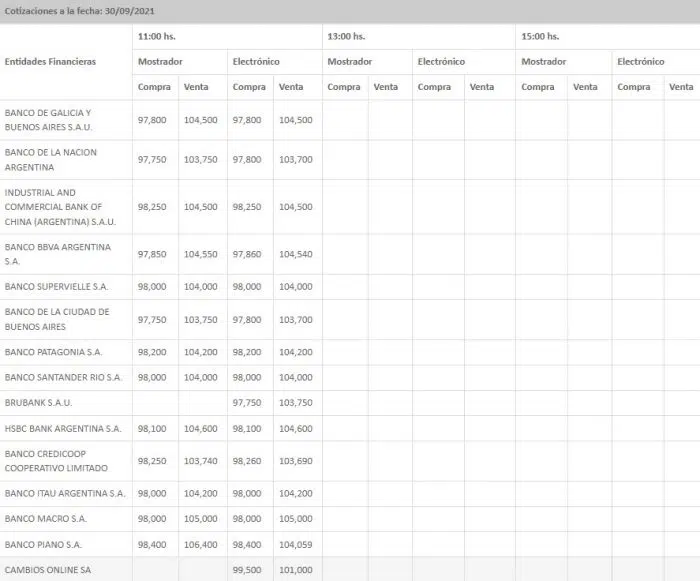 Cotizaciones a la fecha: 30/09/2021
Entidades Financieras
11:00 hs. 13:00 hs. 15:00 hs.
Mostrador Electrónico Mostrador Electrónico Mostrador Electrónico
Compra Venta Compra Venta Compra Venta Compra Venta Compra Venta Compra Venta
BANCO DE GALICIA Y
BUENOS AIRES S.A.U.
97,800 104,500 97,800 104,500
BANCO DE LA NACION
ARGENTINA
97,750 103,750 97,800 103,700
INDUSTRIAL AND
COMMERCIAL BANK OF
CHINA (ARGENTINA) S.A.U.
98,250 104,500 98,250 104,500
BANCO BBVA ARGENTINA
S.A.
97,850 104,550 97,860 104,540
BANCO SUPERVIELLE S.A. 98,000 104,000 98,000 104,000
BANCO DE LA CIUDAD DE
BUENOS AIRES
97,750 103,750 97,800 103,700
BANCO PATAGONIA S.A. 98,200 104,200 98,200 104,200
BANCO SANTANDER RIO S.A. 98,000 104,000 98,000 104,000
BRUBANK S.A.U. 97,750 103,750
HSBC BANK ARGENTINA S.A. 98,100 104,600 98,100 104,600
BANCO CREDICOOP
COOPERATIVO LIMITADO
98,250 103,740 98,260 103,690
BANCO ITAU ARGENTINA S.A. 98,000 104,200 98,000 104,200
BANCO MACRO S.A. 98,000 105,000 98,000 105,000
BANCO PIANO S.A. 98,400 106,400 98,400 104,059
CAMBIOS ONLINE SA 99,500 101,000